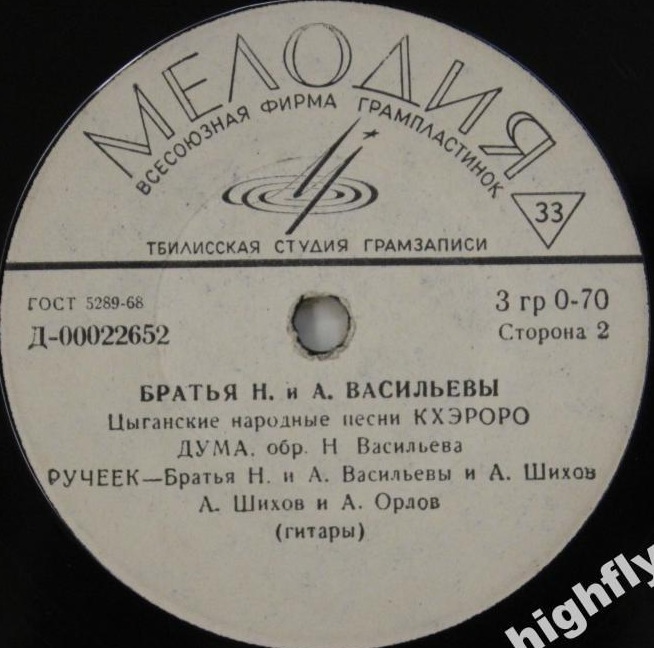 МЕЛОДИЯ
ВСЕСОЮЗНАЯ ФИРМА ГРАМПЛАСТИНОК
33
ТБИЛИССКАЯ СТУДИЯ ГРАМЗАПИСИ
ГОСТ 5289-68
3 гр 0-70
Д-00022652
Сторона 2
БРАТЬЯ Н. и А. ВАСИЛЬЕВЫ
Цыганские народные песни КХЭРОРО
ДУМА, обр. Н Васильева
РУЧЕЕК—Братья Н. и А. Васильевы и А. Шихов
А. Шихов и А. Орлов
(гитары)
highfly